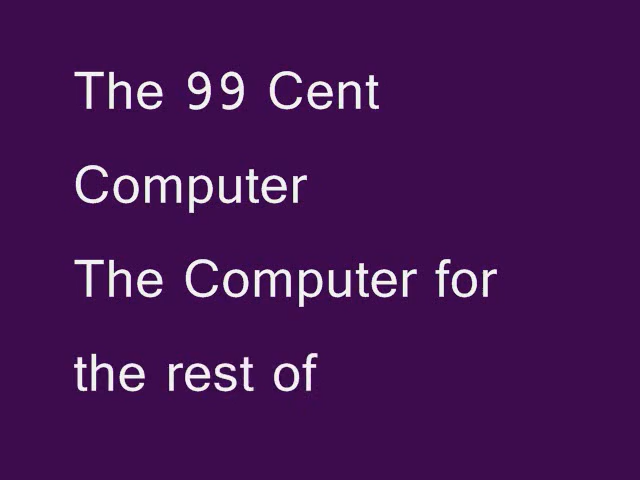 The 99 Cent
Computer
The Computer for
the rest of